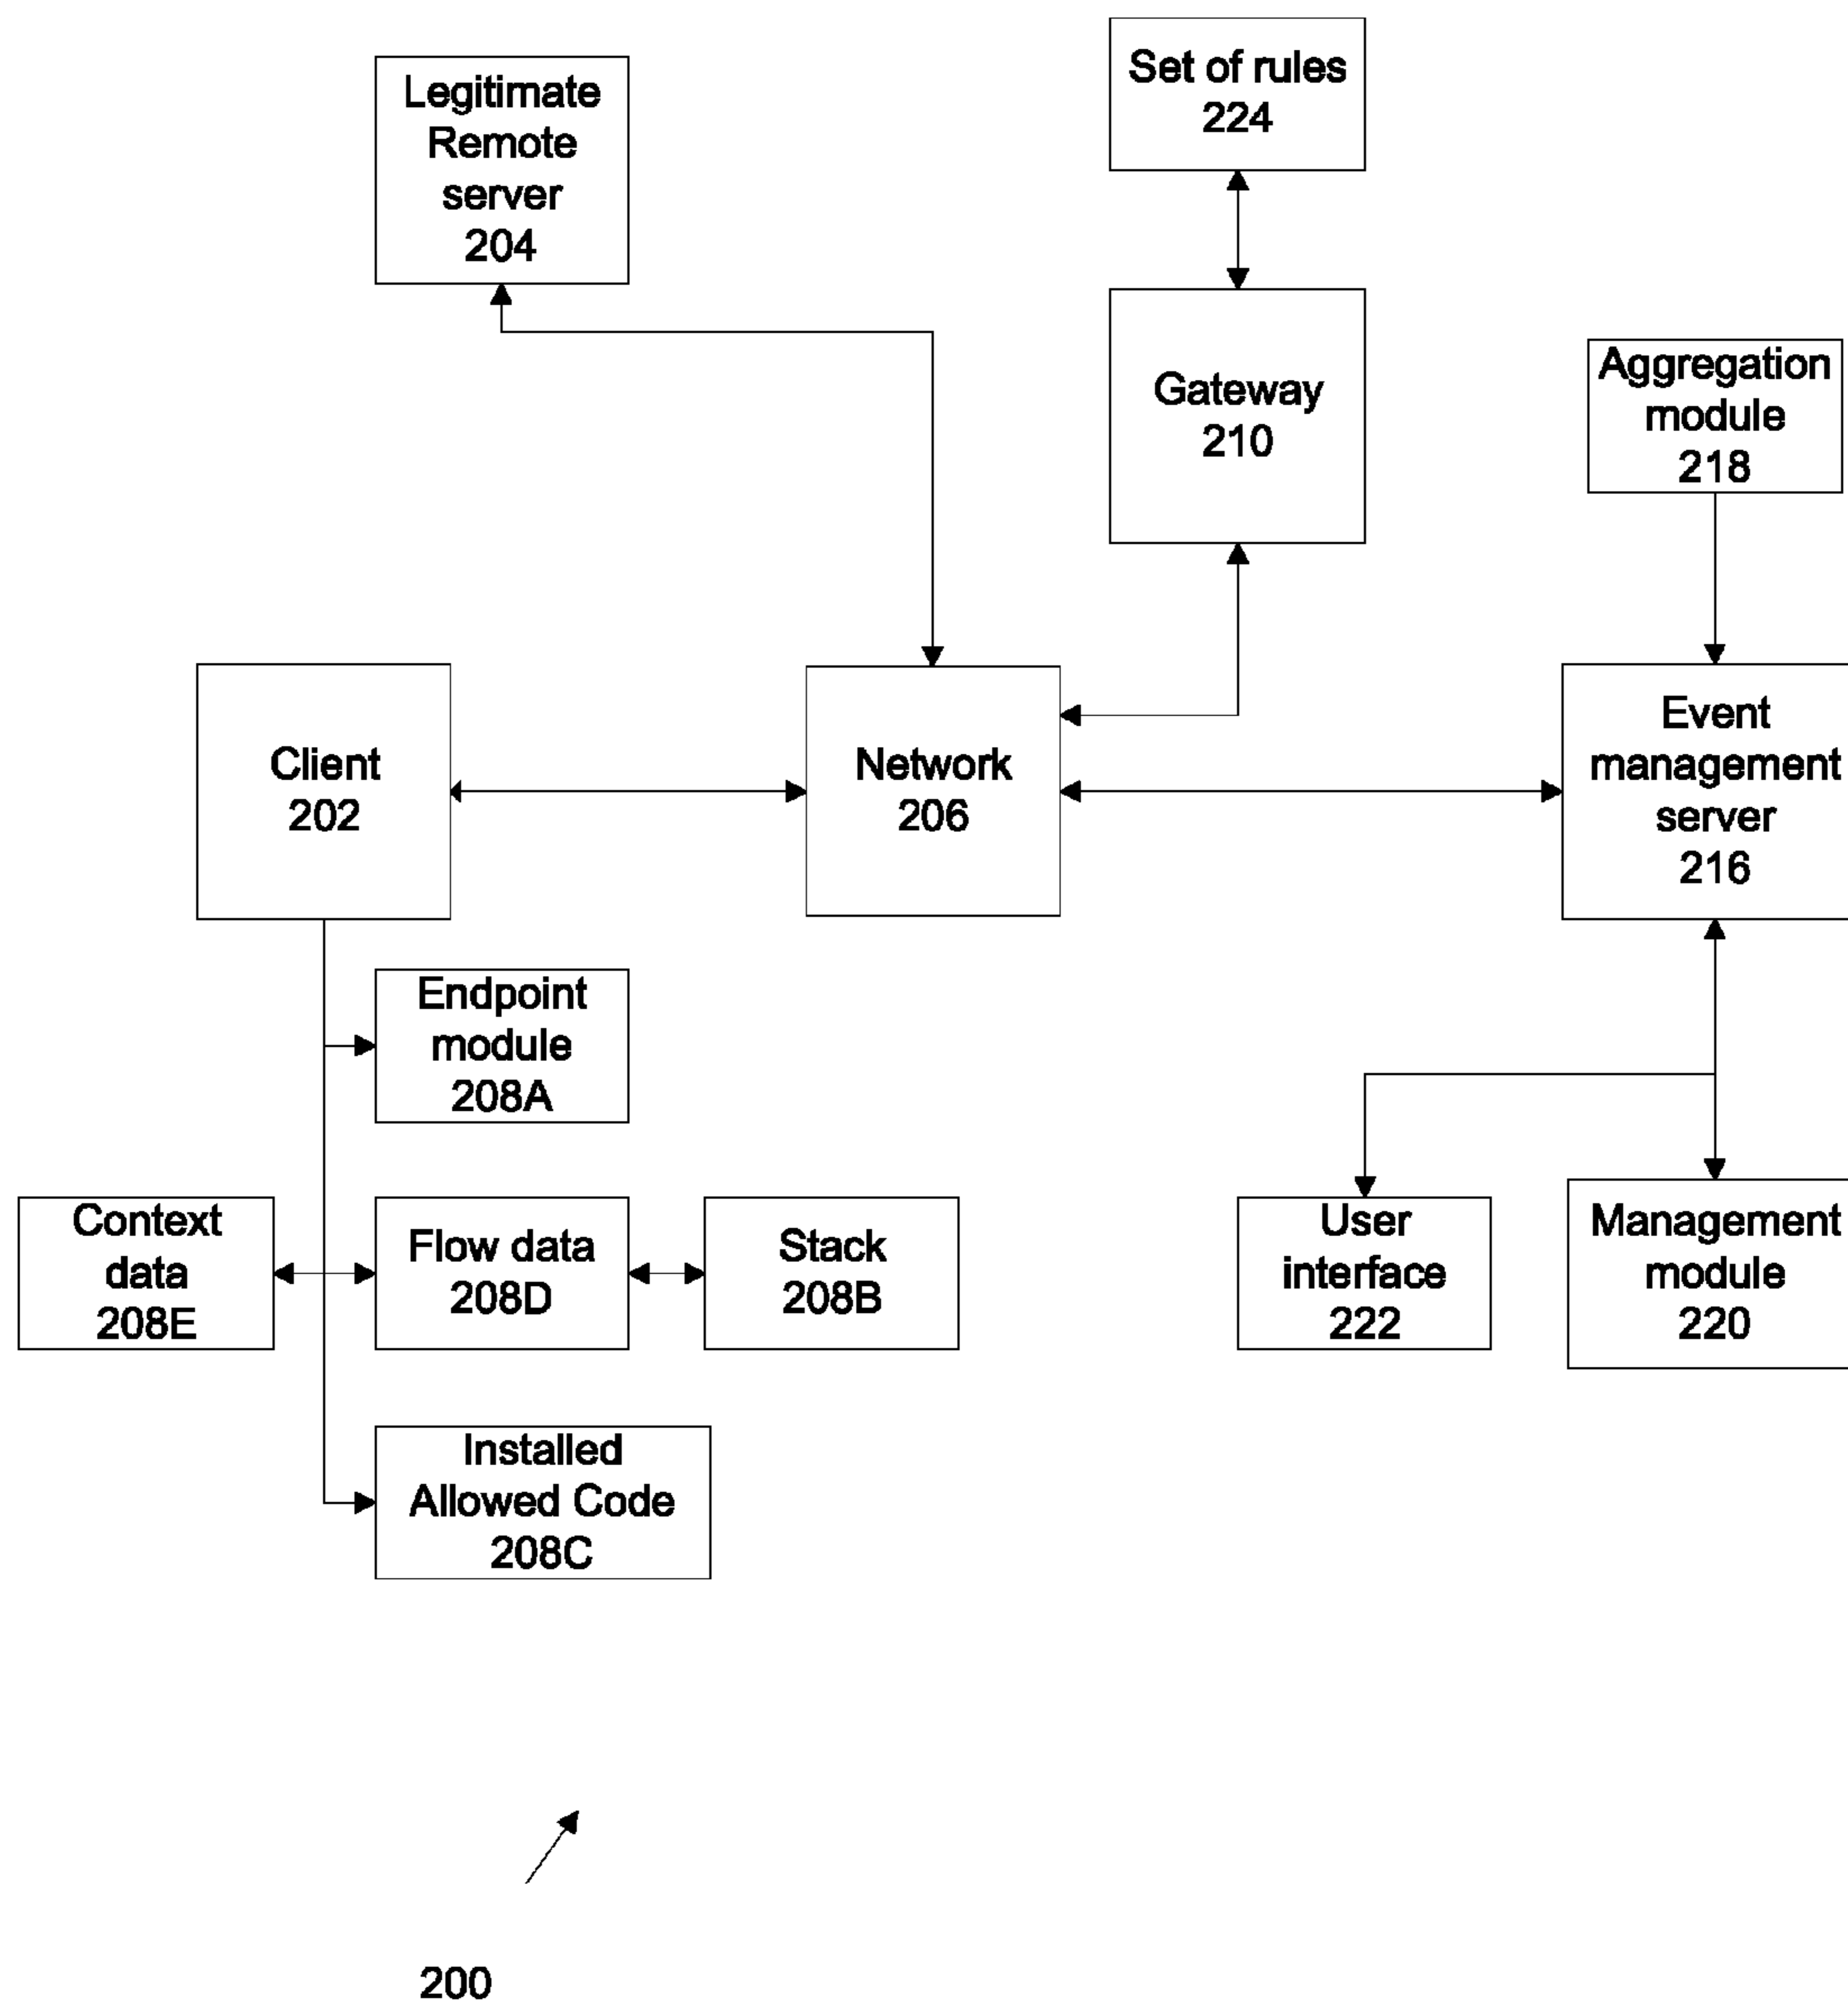 Set of rules
224
Legitimate
Remote
server
204
Gateway
210
Aggregation
module
218
Client
202
Network
206
Event
management
server
216
Endpoint
module
208A
Context
data
208E
Flow data
208D
Stack
208B
User
interface
222
Management
module
220
Installed
Allowed Code
208C
200